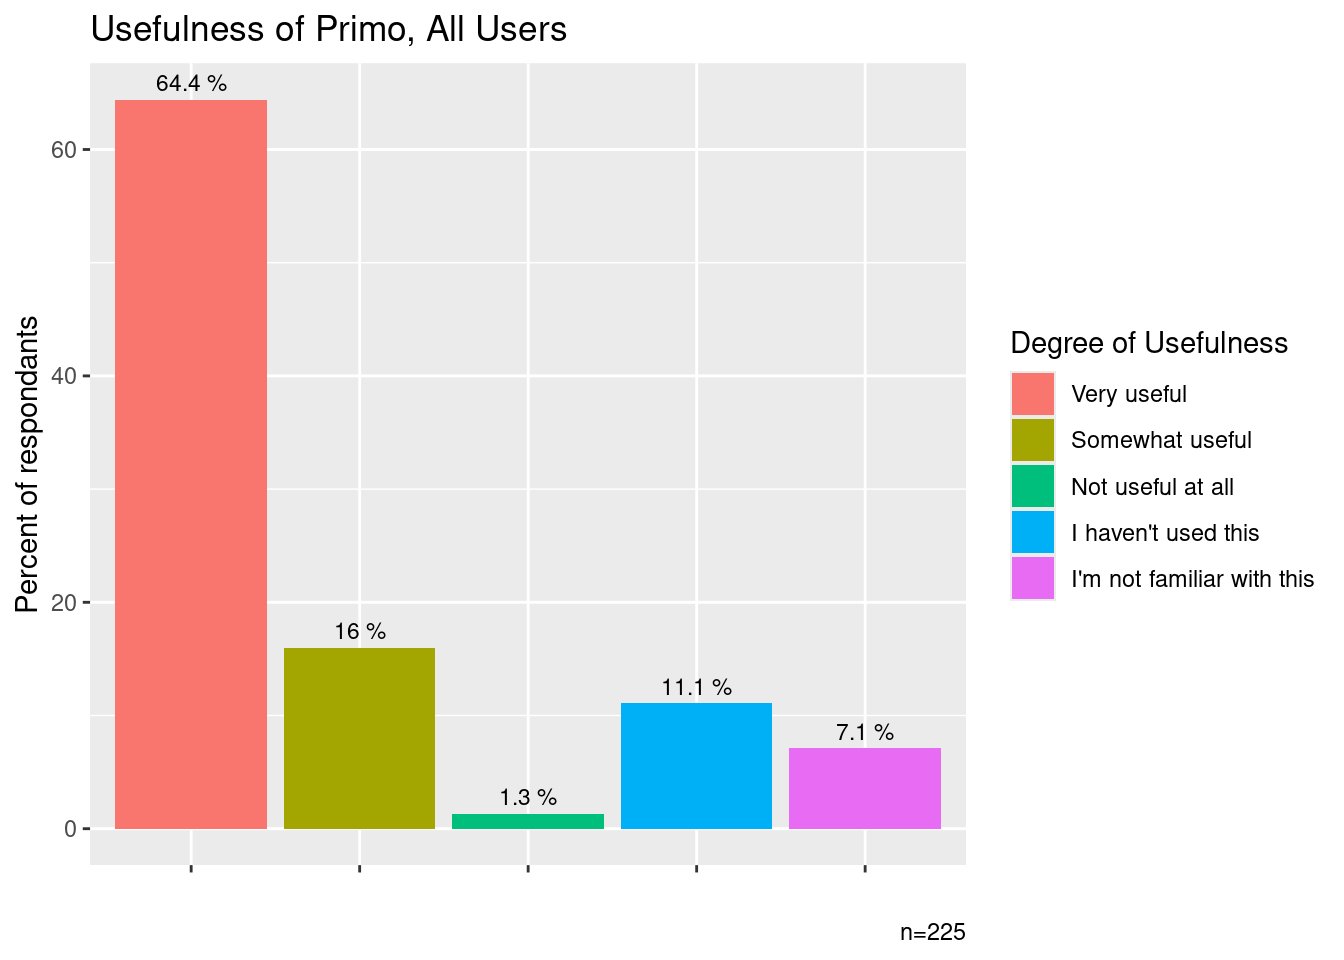 Usefulness of Primo, All Users
64.4 %
16 %
1.3 %
11.1 %
7.1 %
60
40
20
0
Percent of respondants
Degree of Usefulness
Very useful
Somewhat useful
Not useful at all
I haven't used this
I'm not familiar with this
n=225